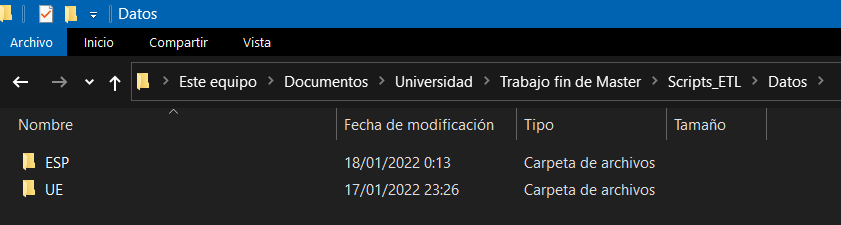 Datos
Archivo Inicio Compartir Vista
Este equipo Documentos Universidad Trabajo fin de Master Scripts_ETL Datos
Nombre Fecha de modificación Tipo Tamaño
ESP 18/01/2022 0:13 Carpeta de archivos
UE 17/01/2022 23:26 Carpeta de archivos